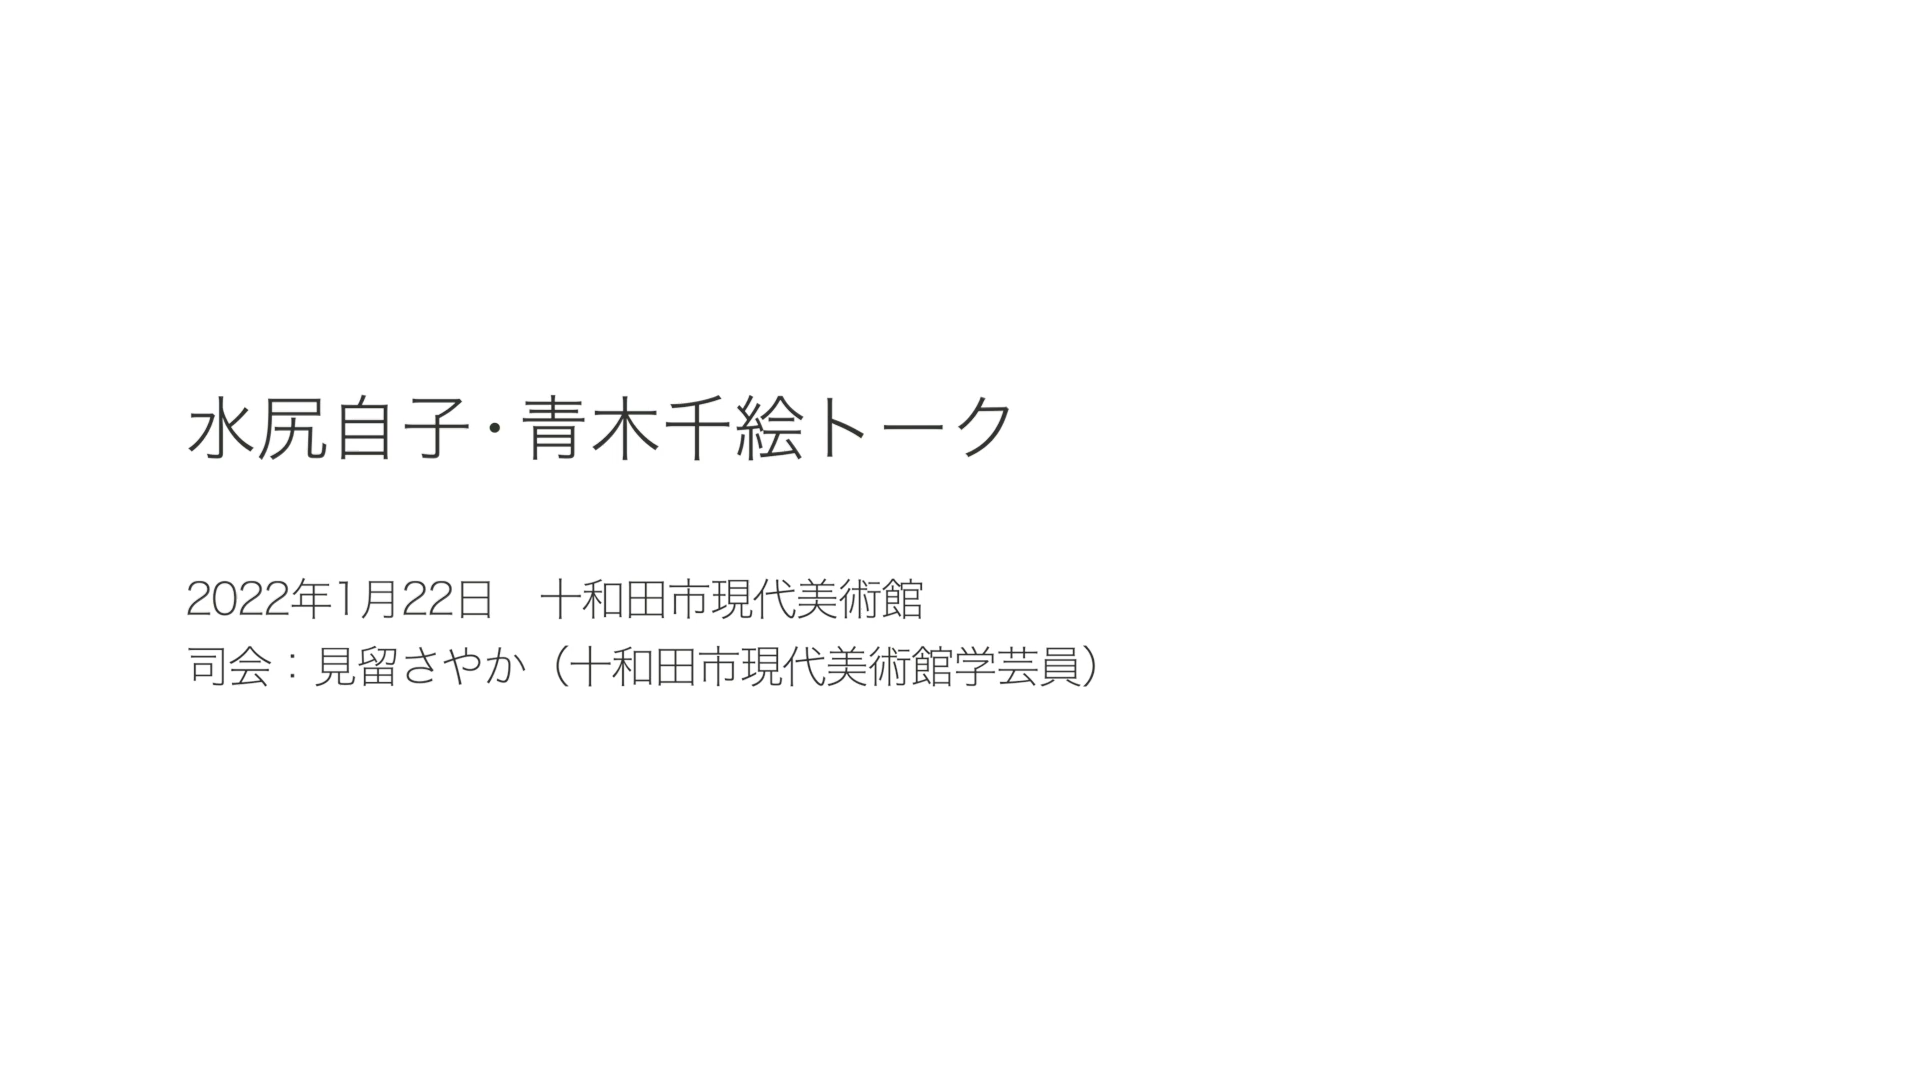 水尻自子・青木千絵トーク
2022年1月22日　十和田市現代美術館
司会：見留さやか（十和田市現代美術館学芸員）